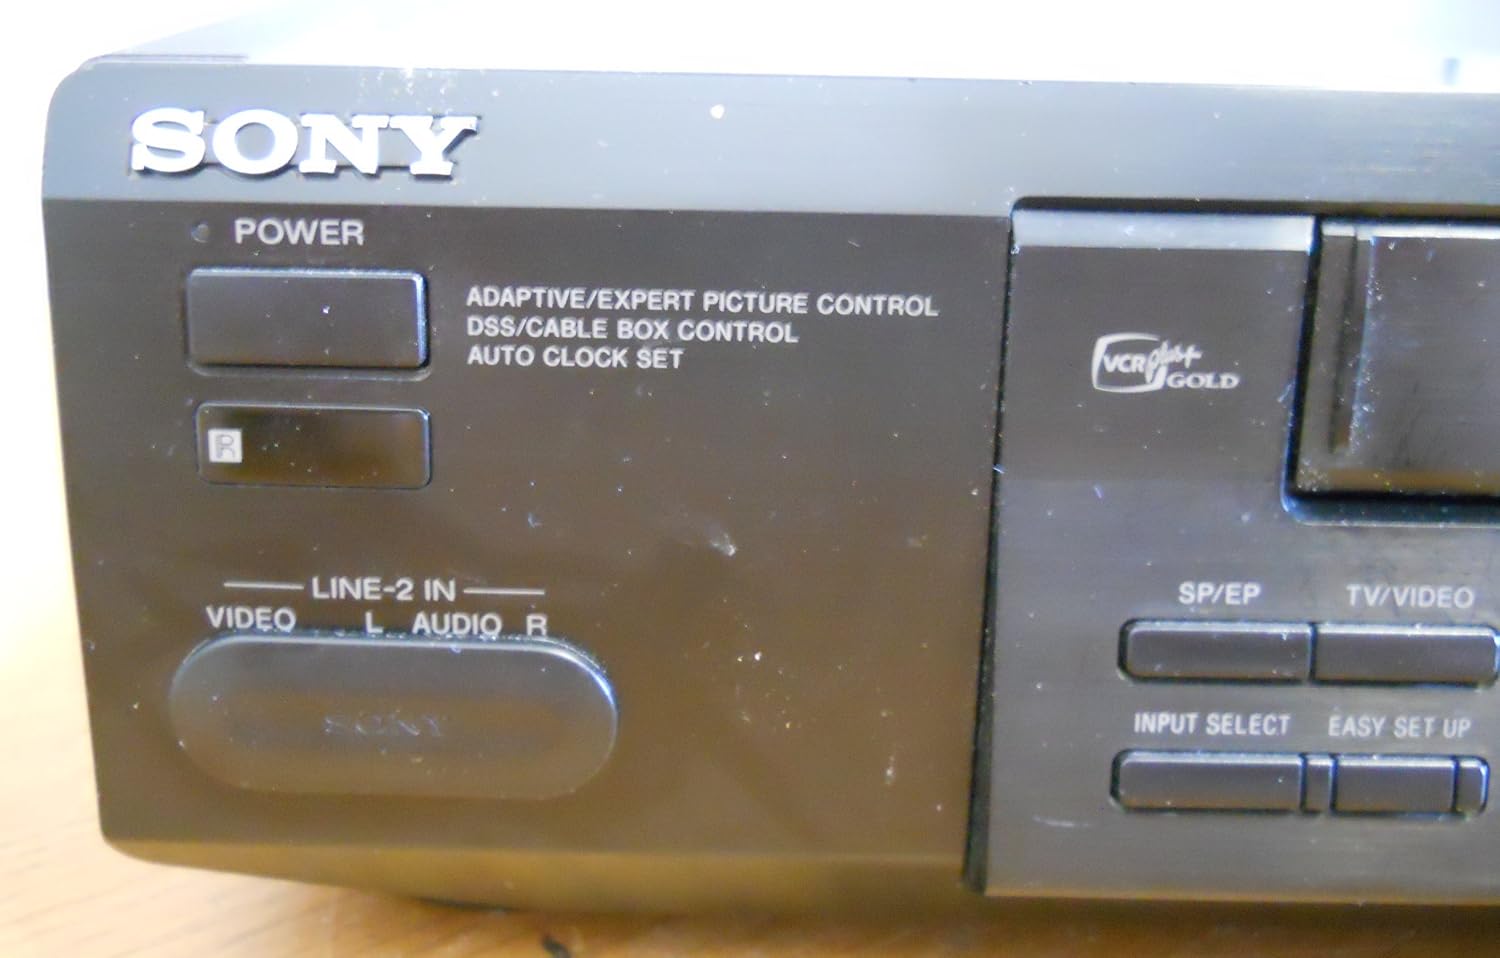 SONY
POWER
ADAPTIVE/EXPERT PICTURE CONTROL
DSS/CABLE BOX CONTROL
AUTO CLOCK SET
VCR plus+
GOLD
R
LINE-2 IN
VIDEO L AUDIO R
SONY
SP/EP TV/VIDEO
INPUT SELECT EASY SET UP